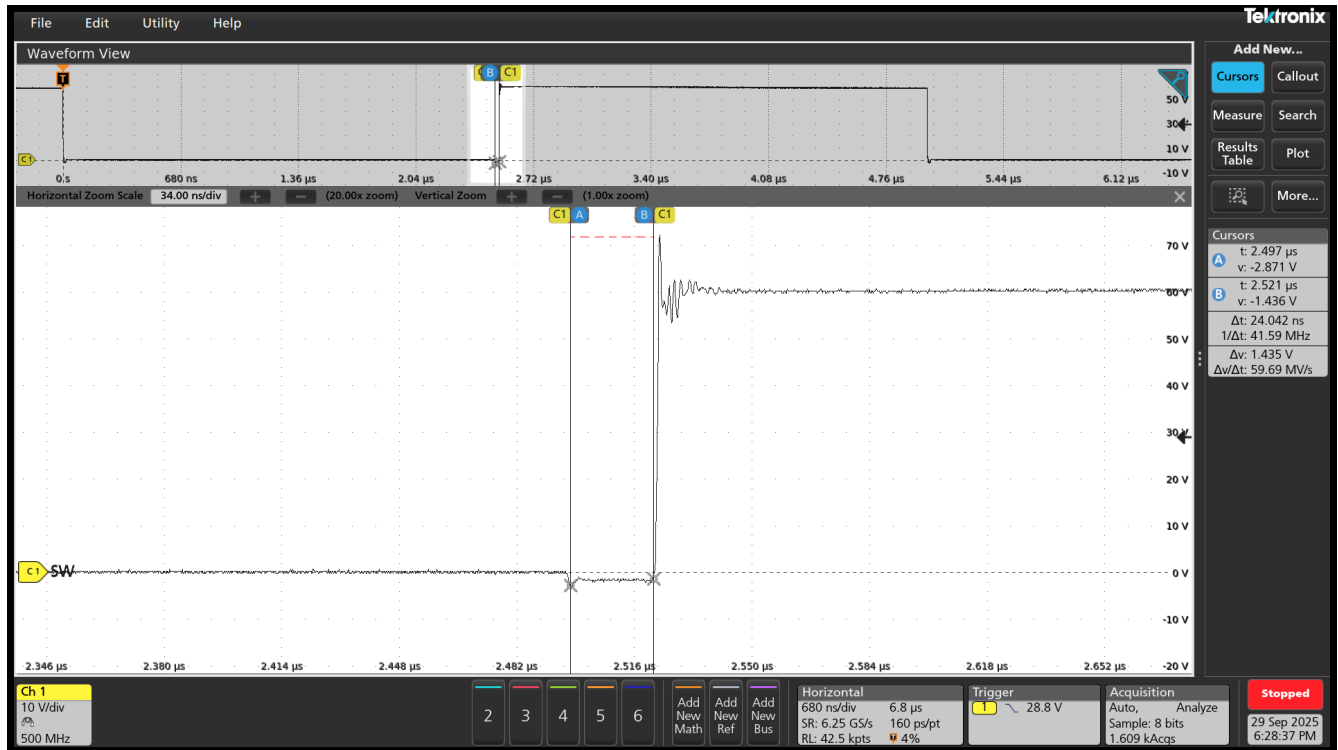 File Edit Utility Help
Tektronix
Waveform View
Add New...
C1 B C1
T
Cursors Callout
50 V
Measure Search
30
Results Table Plot
10 V
C1
-10 V
0 s 680 ns 1.36 µs 2.04 µs 2.72 µs 3.40 µs 4.08 µs 4.76 µs 5.44 µs 6.12 µs
Horizontal Zoom Scale 34.00 ns/div + − (20.00x zoom) Vertical Zoom + − (1.00x zoom)
More...
C1 A B C1
70 V
60 V
50 V
40 V
30 V
20 V
10 V
C1 SW
0 V
-10 V
-20 V
2.346 µs 2.380 µs 2.414 µs 2.448 µs 2.482 µs 2.516 µs 2.550 µs 2.584 µs 2.618 µs 2.652 µs
Cursors
A t: 2.497 µs
v: -2.871 V
B t: 2.521 µs
v: -1.436 V
Δt: 24.042 ns
1/Δt: 41.59 MHz
Δv: 1.435 V
Δv/Δt: 59.69 MV/s
Ch 1
10 V/div
500 MHz
2 3 4 5 6
Add New Math
Add New Ref
Add New Bus
Horizontal
680 ns/div 6.8 µs
SR: 6.25 GS/s 160 ps/pt
RL: 42.5 kpts T 4%
Trigger
1 28.8 V
Acquisition
Auto, Analyze
Sample: 8 bits
1.609 kAcqs
Stopped
29 Sep 2025
6:28:37 PM